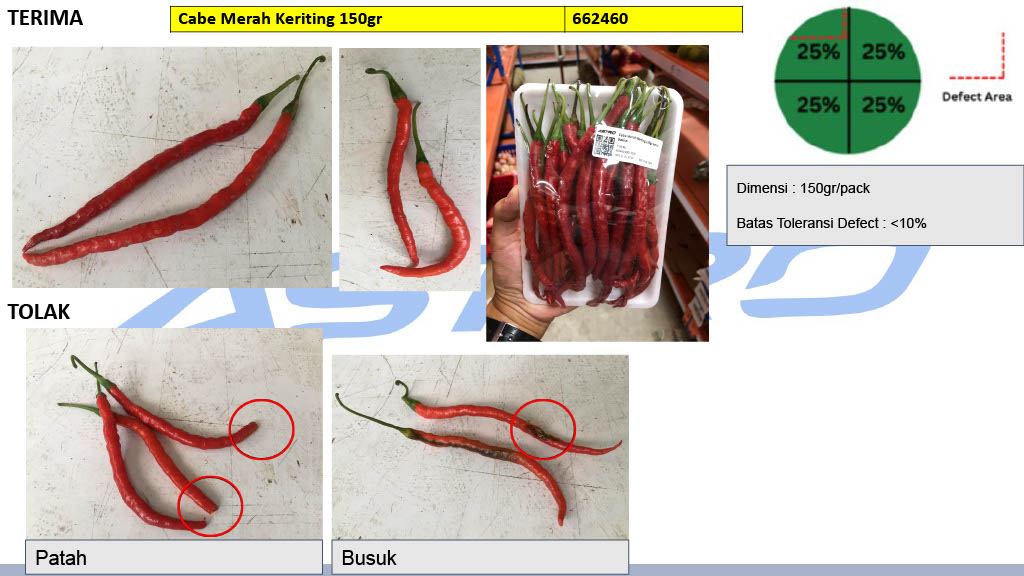 TERIMA
Cabe Merah Keriting 150gr
662460
25%
25%
25%
25%
Defect Area
Dimensi : 150gr/pack
Batas Toleransi Defect : <10%
ASTRO
TOLAK
Patah
Busuk